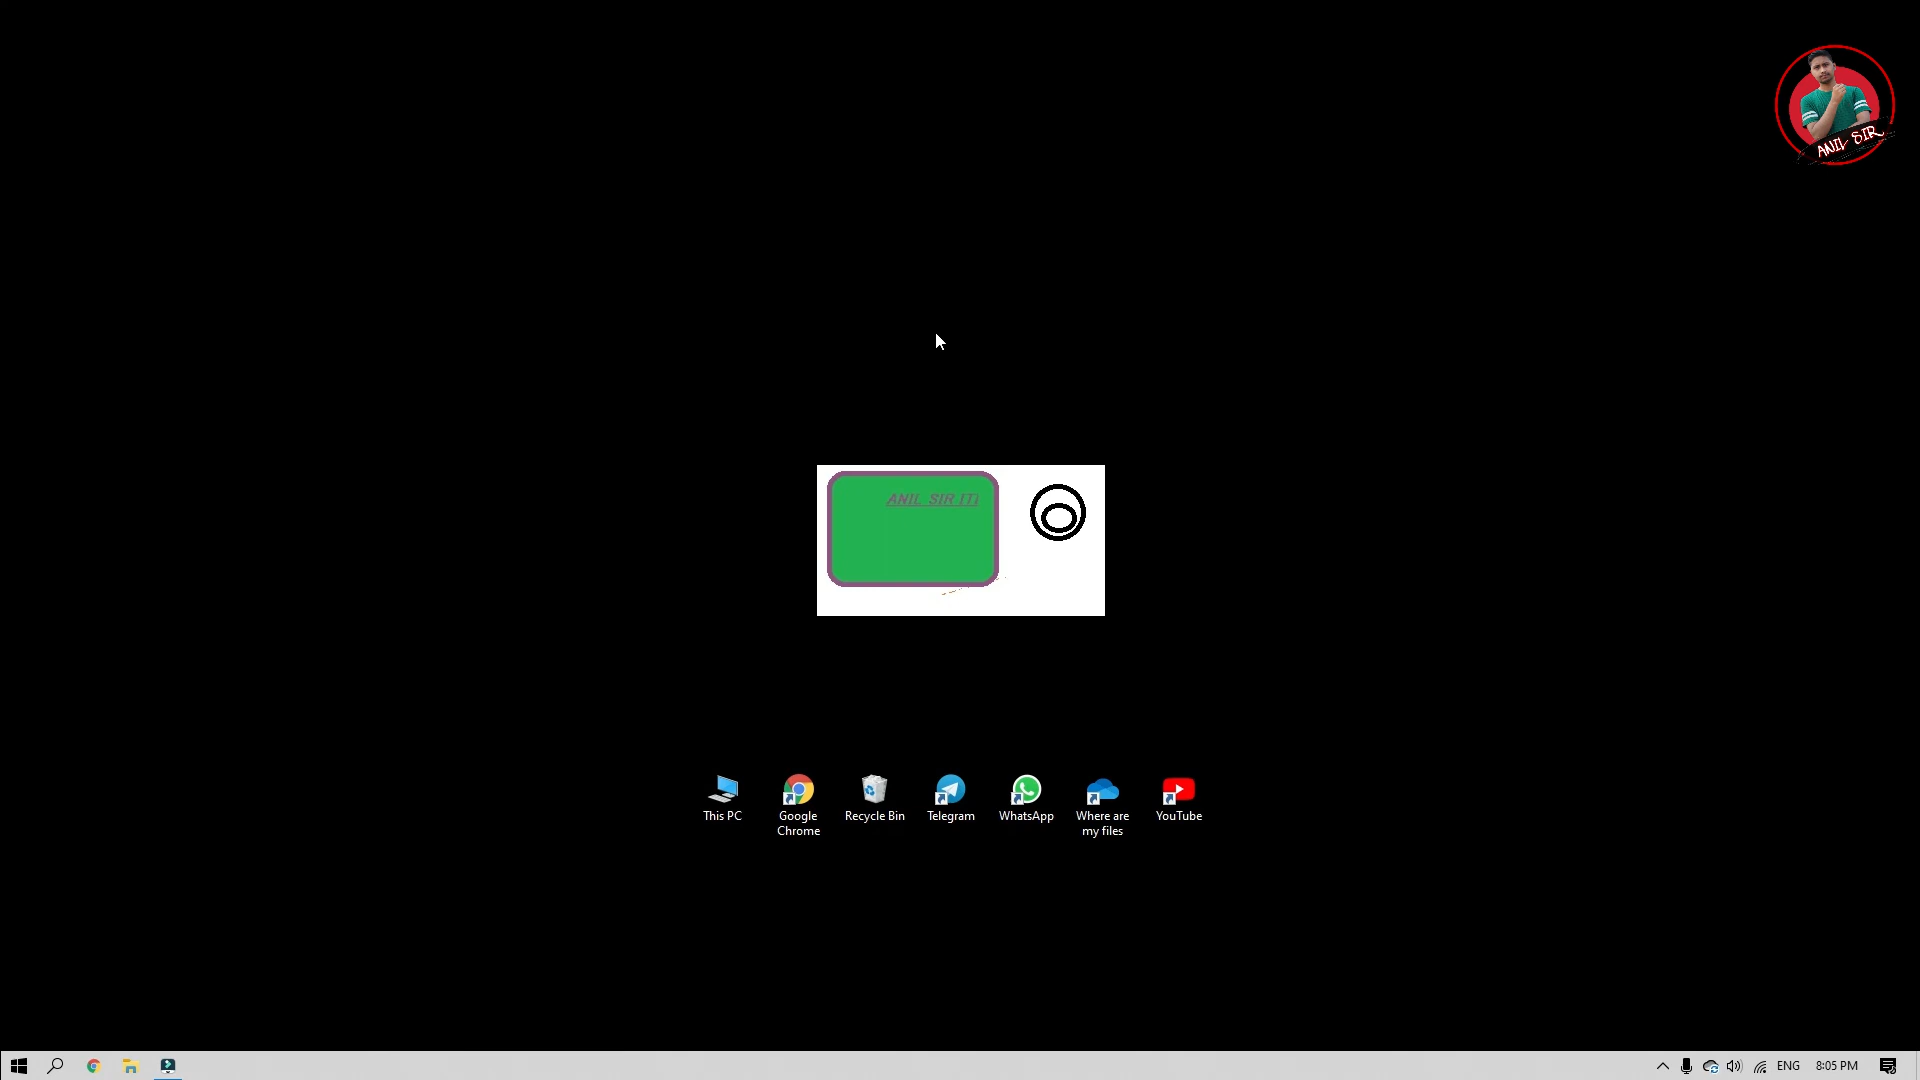 ANIL SIR
ANIL SIR ITI
This PC
Google
Chrome
Recycle Bin
Telegram
WhatsApp
Where are
my files
YouTube
ENG
8:05 PM